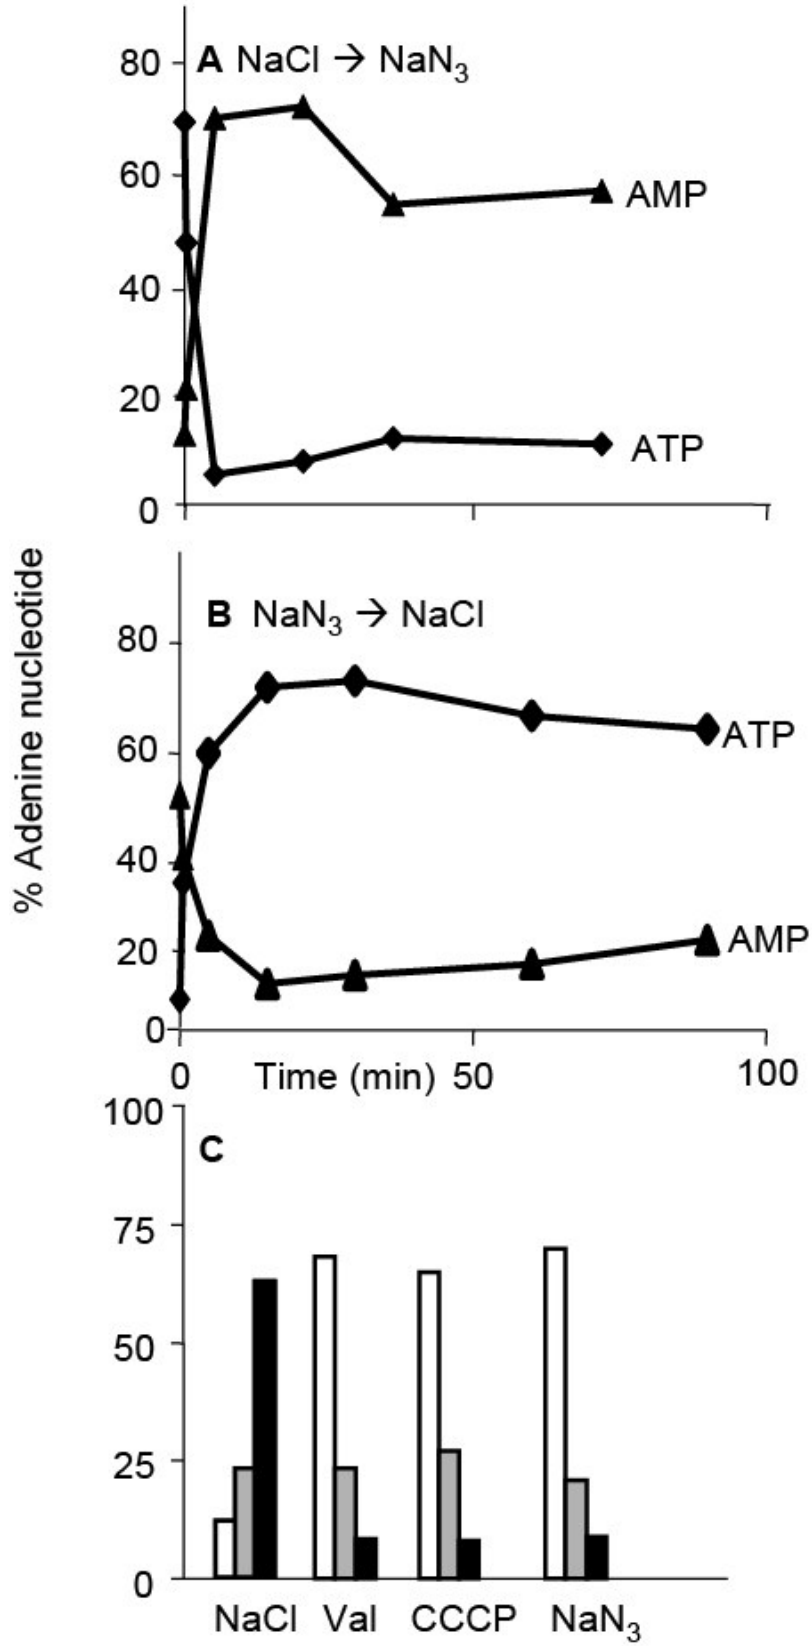 % Adenine nucleotide
A NaCl → NaN₃
80
60
40
20
0
AMP
ATP
B NaN₃ → NaCl
80
60
40
20
0
ATP
AMP
0 Time (min) 50 100
C
100
75
50
25
0
NaCl Val CCCP NaN₃